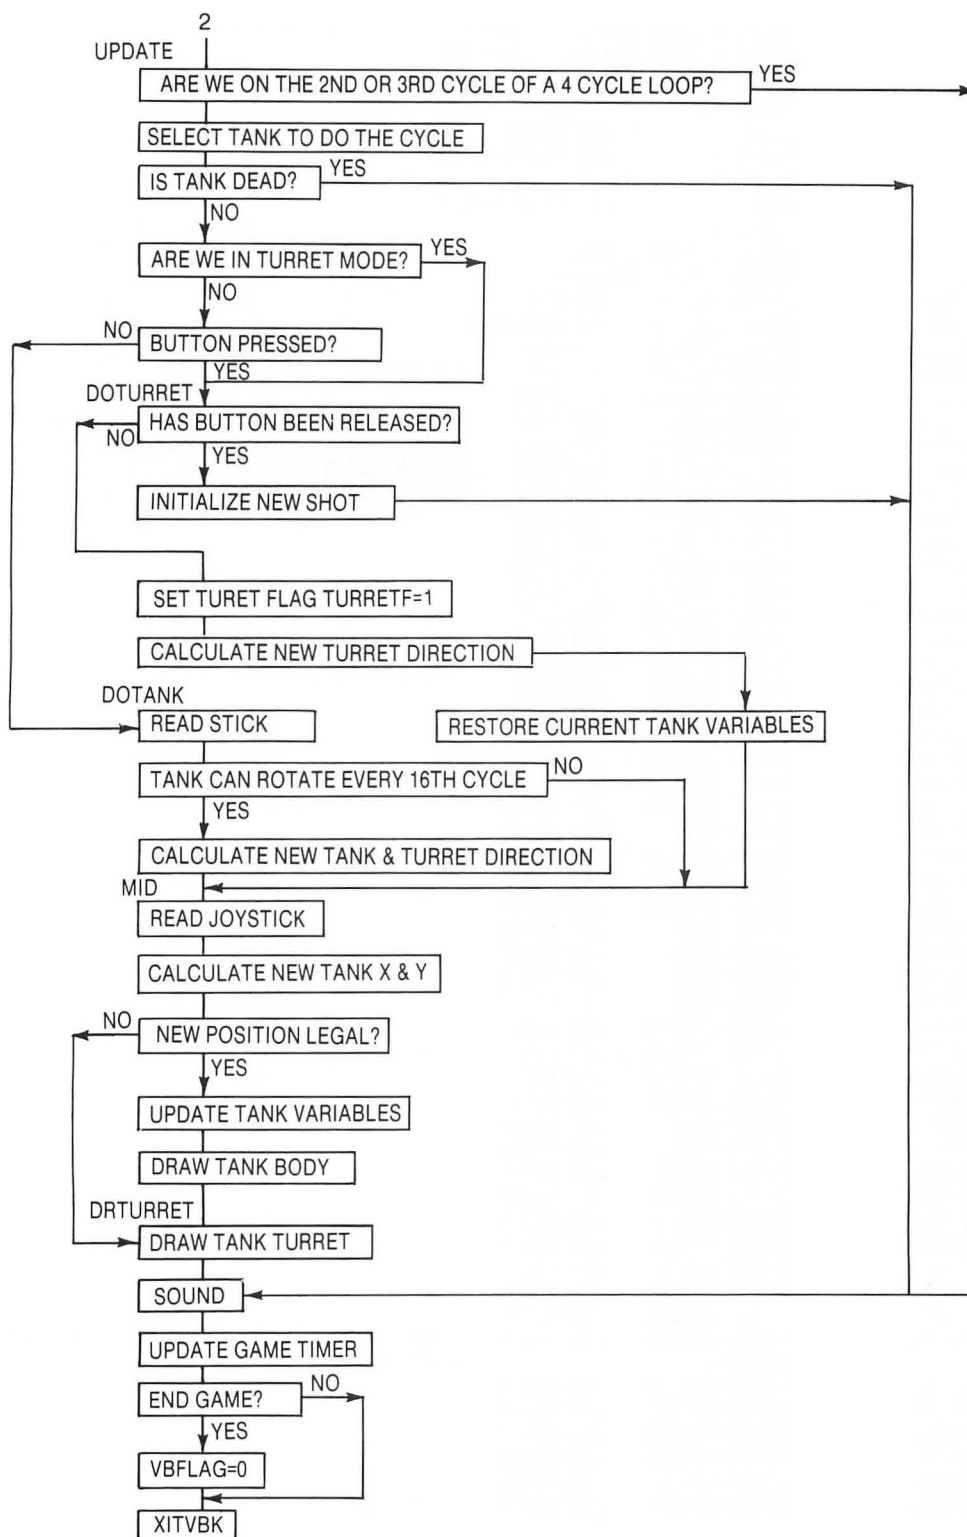 2
UPDATE
ARE WE ON THE 2ND OR 3RD CYCLE OF A 4 CYCLE LOOP?
YES
SELECT TANK TO DO THE CYCLE
IS TANK DEAD?
YES
NO
ARE WE IN TURRET MODE?
YES
NO
NO
BUTTON PRESSED?
YES
DOTURRET
HAS BUTTON BEEN RELEASED?
NO
YES
INITIALIZE NEW SHOT
SET TURET FLAG TURRETF=1
CALCULATE NEW TURRET DIRECTION
DOTANK
READ STICK
RESTORE CURRENT TANK VARIABLES
TANK CAN ROTATE EVERY 16TH CYCLE
NO
YES
CALCULATE NEW TANK & TURRET DIRECTION
MID
READ JOYSTICK
CALCULATE NEW TANK X & Y
NO
NEW POSITION LEGAL?
YES
UPDATE TANK VARIABLES
DRAW TANK BODY
DRTURRET
DRAW TANK TURRET
SOUND
UPDATE GAME TIMER
END GAME?
NO
YES
VBFLAG=0
XITVBK